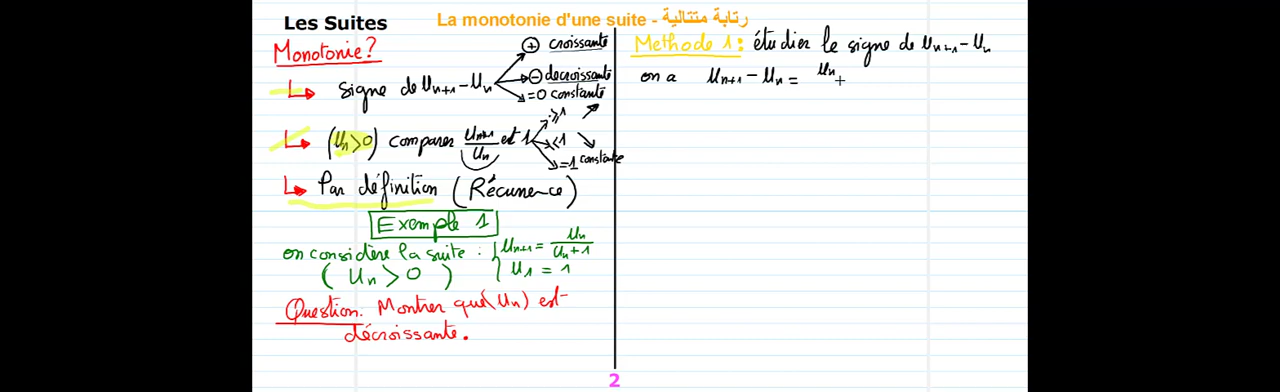 Les Suites
La monotonie d'une suite - رتابة متتالية
Monotonie?
signe de Un+1 - Un
+ croissante
- decroissante
=0 constante
(Un>0) comparer Un+1/Un et 1
>1
<1
=1 constante
Par définition (Récurrence)
Exemple 1
on considère la suite : { Un+1 = Un/(Un+1)
(Un > 0) U1 = 1
Question. Montrer que (Un) est
décroissante.
Methode 1: étudier le signe de Un+1 - Un
on a Un+1 - Un = Un
2